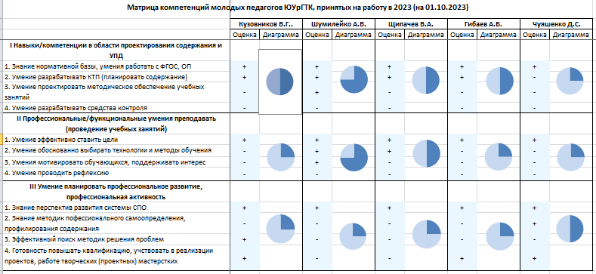 Матрица компетенций молодых педагогов ЮУрГТК, принятых на работу в 2023 (на 01.10.2023)
Кузовников В.Г.. Шумилейко А.В. Щипачев В.А. Гибаев А.Б. Чуяшенко Д.С.
Оценка Диаграмма Оценка Диаграмма Оценка Диаграмма Оценка Диаграмма Оценка Диаграмма
I Навыки/компетенции в области проектирования содержания и
УПД
1. Знание нормативной базы, умения работать с ФГОС, ОП + + + + +
2. Умение разрабатывать КТП (планировать содержание) + + + + -
3. Умение проектировать методическое обеспечение учебных
занятий - + - - -
4. Умение разрабатывать средства контроля - - - - -
II Профессиональные/функциональные умения преподавать
(проведение учебных занятий)
1. Умение эффективно ставить цели + + + + +
2. Умение обоснованно выбирать технологии и методы обучения - + + - -
3. Умения мотивировать обучающихся, поддерживать интерес - + - - -
4. Умение проводить рефлексию - - - - -
III Умение планировать профессиональное развитие,
профессиональная активность
1. Знание перспектив развития системы СПО + - + - +
2. Знание методик пофессионального самоопределения,
профилирования содержания - - - - -
3. Эффективный поиск методик решения проблем + - - - -
4. Готовность повышать квалификацию, участвовать в реализации
проектов, работе творческих (проектных) мастерстких - + - + +